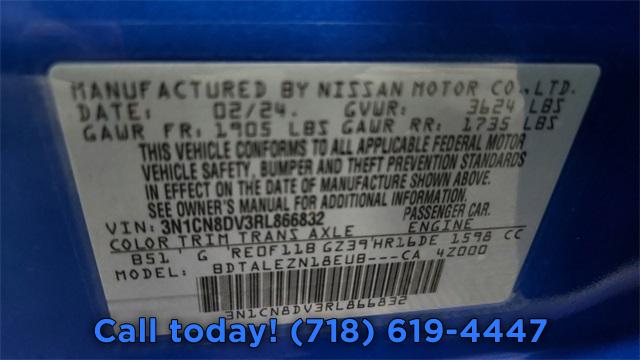 MANUFACTURED BY NISSAN MOTOR CO.,LTD.
DATE: 02/24. GVWR: 3624 LBS
GAWR FR: 1905 LBS GAWR RR: 1735 LBS
THIS VEHICLE CONFORMS TO ALL APPLICABLE FEDERAL MOTOR
VEHICLE SAFETY, BUMPER AND THEFT PREVENTION STANDARDS
IN EFFECT ON THE DATE OF MANUFACTURE SHOWN ABOVE.
SEE OWNER'S MANUAL FOR ADDITIONAL INFORMATION.
VIN: 3N1CN8DV3RL866832 PASSENGER CAR.
COLOR TRIM TRANS AXLE ENGINE
B51 G RE0F11B GZ39 HR16DE 1598 CC
MODEL: BDTALEZN18EUB---CA 4Z000
3N1CN8DV3RL866832
Call today! (718) 619-4447